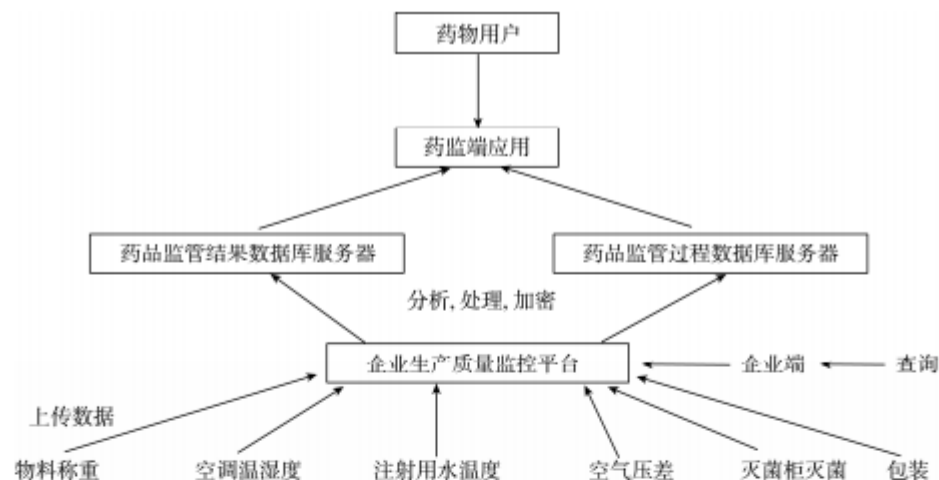 药物用户
药监端应用
药品监管结果数据库服务器 药品监管过程数据库服务器
分析, 处理, 加密
企业生产质量监控平台 企业端 查询
上传数据
物料称重 空调温湿度 注射用水温度 空气压差 灭菌柜灭菌 包装